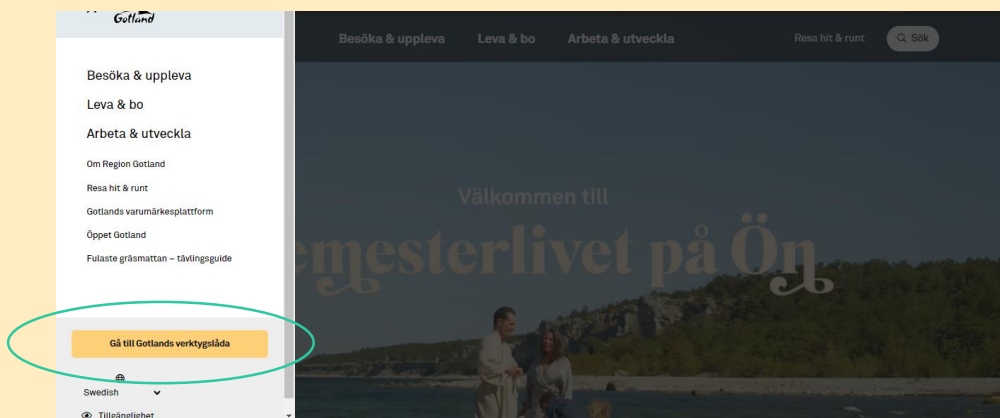 Gotland
Besöka & uppleva
Leva & bo
Arbeta & utveckla
Om Region Gotland
Resa hit & runt
Gotlands varumärkesplattform
Öppet Gotland
Fulaste gräsmattan – tävlingsguide
Gå till Gotlands verktygslåda
Swedish
Tillgänglighet
Besöka & uppleva Leva & bo Arbeta & utveckla Resa hit & runt Sök
Välkommen till
emesterlivet på Ön